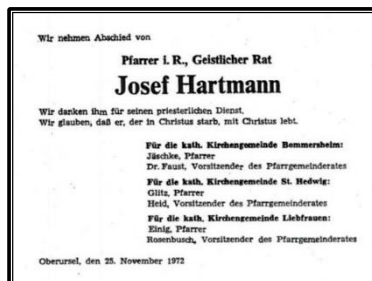 Wir nehmen Abschied von
Pfarrer i. R., Geistlicher Rat
Josef Hartmann
Wir danken ihm für seinen priesterlichen Dienst.
Wir glauben, daß er, der in Christus starb, mit Christus lebt.
Für die kath. Kirchengemeinde Bommersheim:
Jäschke, Pfarrer
Dr. Faust, Vorsitzender des Pfarrgemeinderates
Für die kath. Kirchengemeinde St. Hedwig:
Glitz, Pfarrer
Heid, Vorsitzender des Pfarrgemeinderates
Für die kath. Kirchengemeinde Liebfrauen:
Einig, Pfarrer
Rosenbusch, Vorsitzender des Pfarrgemeinderates
Oberursel, den 25. November 1972